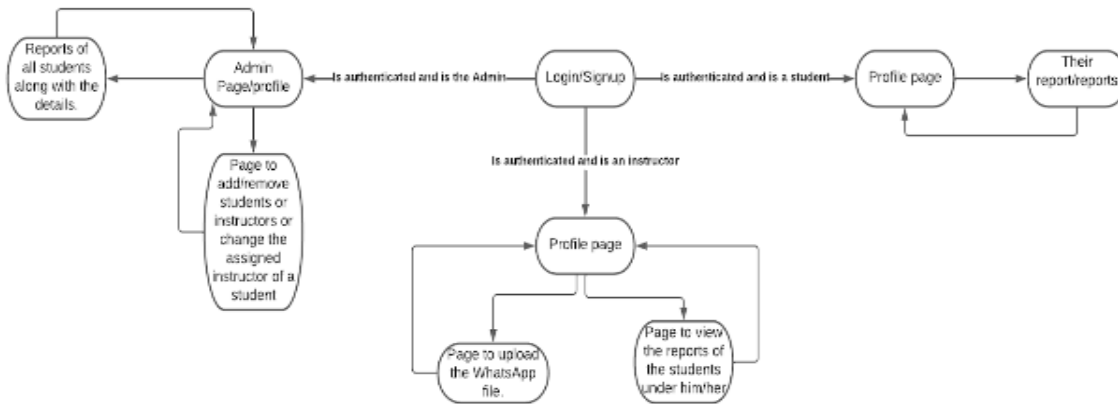 Reports of
all students
along with the
details.
Admin
Page/profile
Is authenticated and is the Admin
Login/Signup
Is authenticated and is a student
Profile page
Their
report/reports
Is authenticated and is an instructor
Page to
add/remove
students or
instructors or
change the
assigned
instructor of a
student
Profile page
Page to upload
the WhatsApp
file.
Page to view
the reports of
the students
under him/her